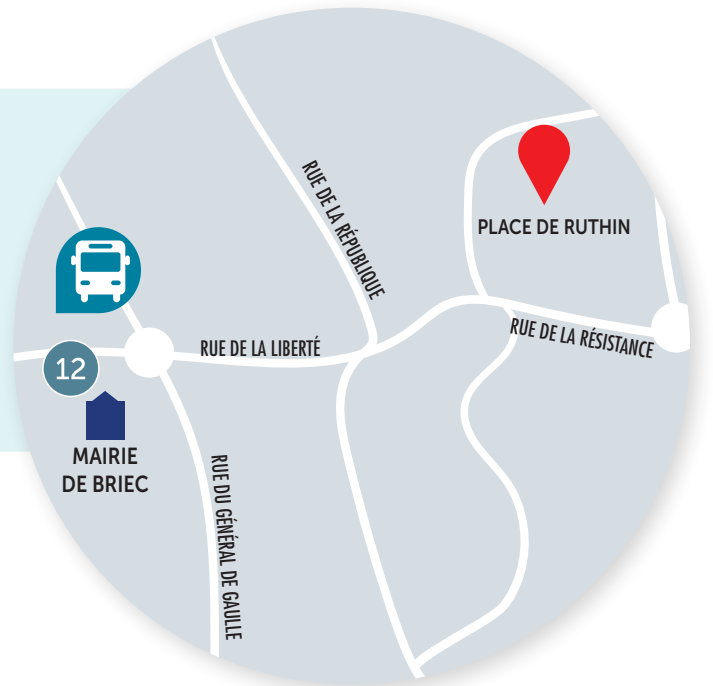 RUE DE LA RÉPUBLIQUE
PLACE DE RUTHIN
RUE DE LA RÉSISTANCE
RUE DE LA LIBERTÉ
12
MAIRIE
DE BRIEC
RUE DU GÉNÉRAL DE GAULLE